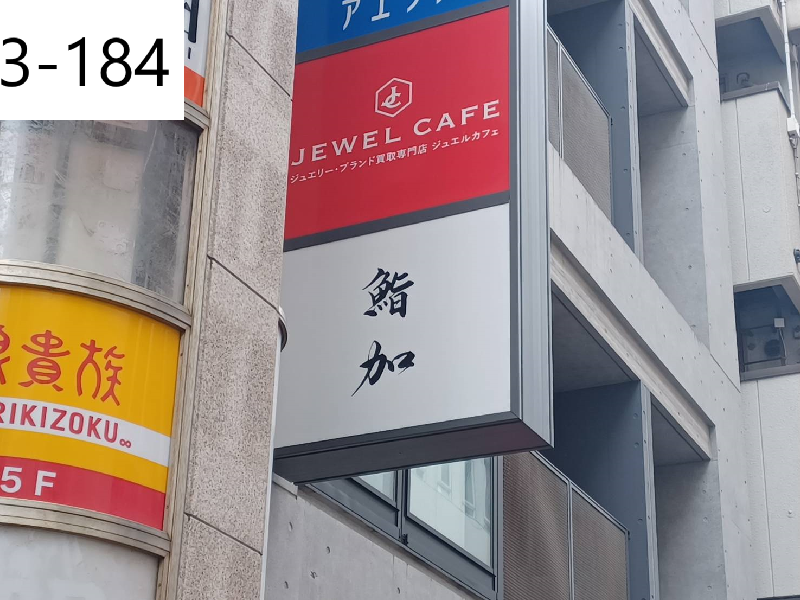 3-184
JEWEL CAFE
ジュエリー・ブランド買取専門店 ジュエルカフェ
鮨
加
貴族
RIKIZOKU∞
5F